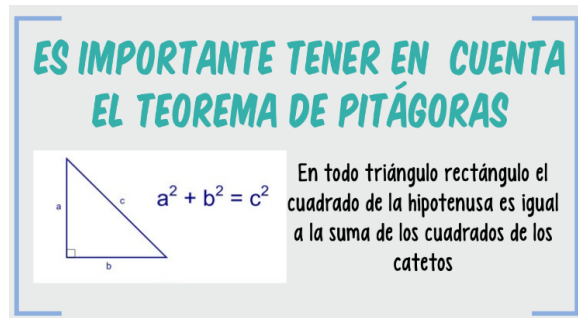 ES IMPORTANTE TENER EN CUENTA
EL TEOREMA DE PITÁGORAS
a
c
b
a² + b² = c²
En todo triángulo rectángulo el
cuadrado de la hipotenusa es igual
a la suma de los cuadrados de los
catetos